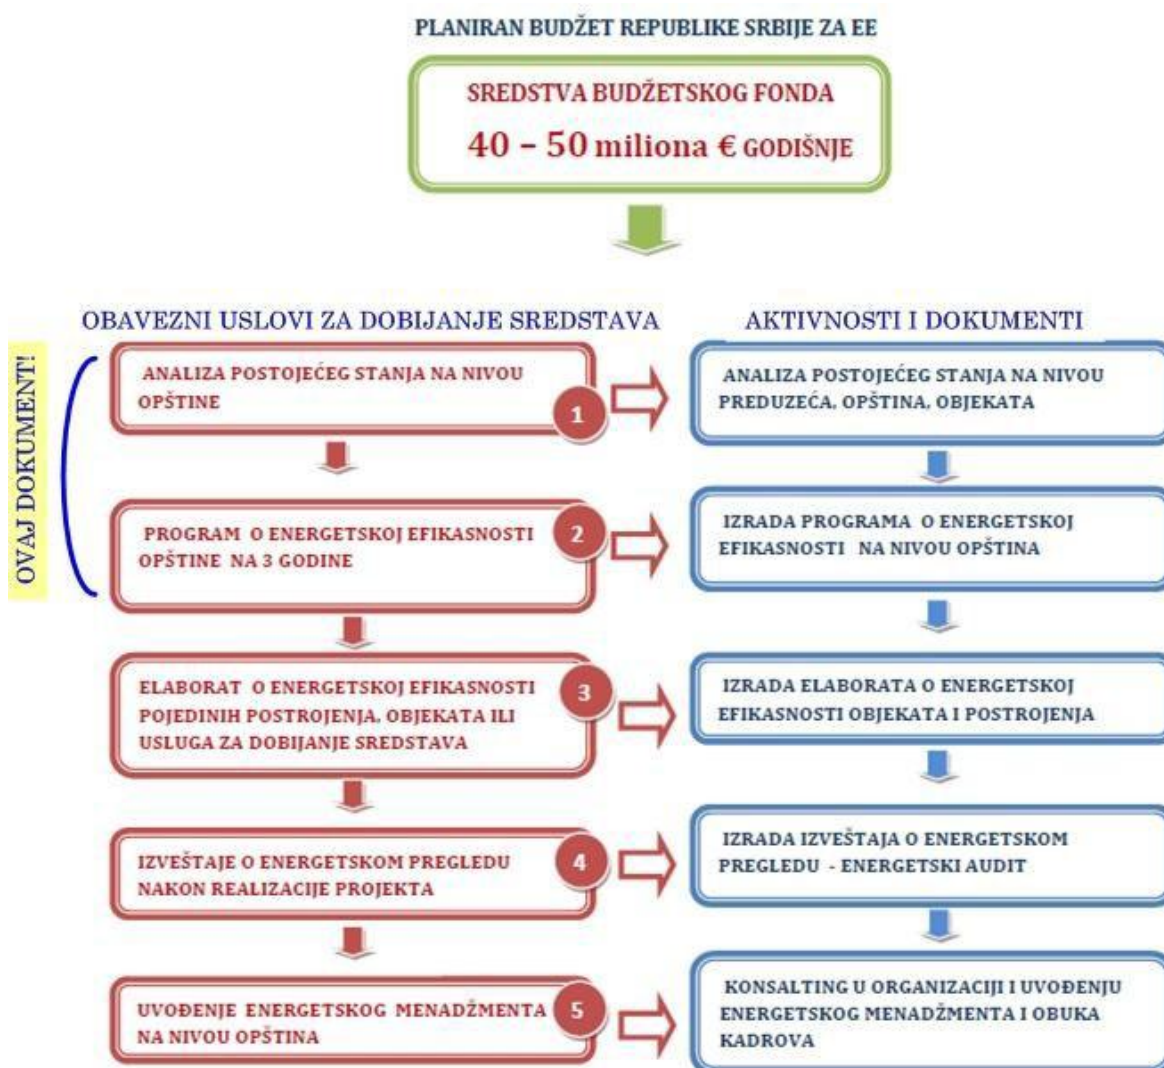 PLANIRAN BUDŽET REPUBLIKE SRBIJE ZA EE
SREDSTVA BUDŽETSKOG FONDA
40 – 50 miliona € GODIŠNJE
OBAVEZNI USLOVI ZA DOBIJANJE SREDSTAVA
AKTIVNOSTI I DOKUMENTI
OVAJ DOKUMENT!
ANALIZA POSTOJEĆEG STANJA NA NIVOU
OPŠTINE
1
ANALIZA POSTOJEĆEG STANJA NA NIVOU
PREDUZEĆA, OPŠTINA, OBJEKATA
PROGRAM O ENERGETSKOJ EFIKASNOSTI
OPŠTINE NA 3 GODINE
2
IZRADA PROGRAMA O ENERGETSKOJ
EFIKASNOSTI NA NIVOU OPŠTINA
ELABORAT O ENERGETSKOJ EFIKASNOSTI
POJEDINIH POSTROJENJA, OBJEKATA ILI
USLUGA ZA DOBIJANJE SREDSTAVA
3
IZRADA ELABORATA O ENERGETSKOJ
EFIKASNOSTI OBJEKATA I POSTROJENJA
IZVEŠTAJE O ENERGETSKOM PREGLEDU
NAKON REALIZACIJE PROJEKTA
4
IZRADA IZVEŠTAJA O ENERGETSKOM
PREGLEDU - ENERGETSKI AUDIT
UVOĐENJE ENERGETSKOG MENADŽMENTA
NA NIVOU OPŠTINA
5
KONSALTING U ORGANIZACIJI I UVOĐENJU
ENERGETSKOG MENADŽMENTA I OBUKA
KADROVA